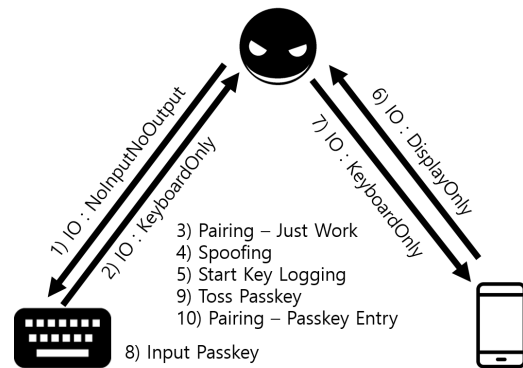 1) IO : NoInputNoOutput
2) IO : KeyboardOnly
6) IO : DisplayOnly
7) IO : KeyboardOnly
3) Pairing – Just Work
4) Spoofing
5) Start Key Logging
9) Toss Passkey
10) Pairing – Passkey Entry
8) Input Passkey